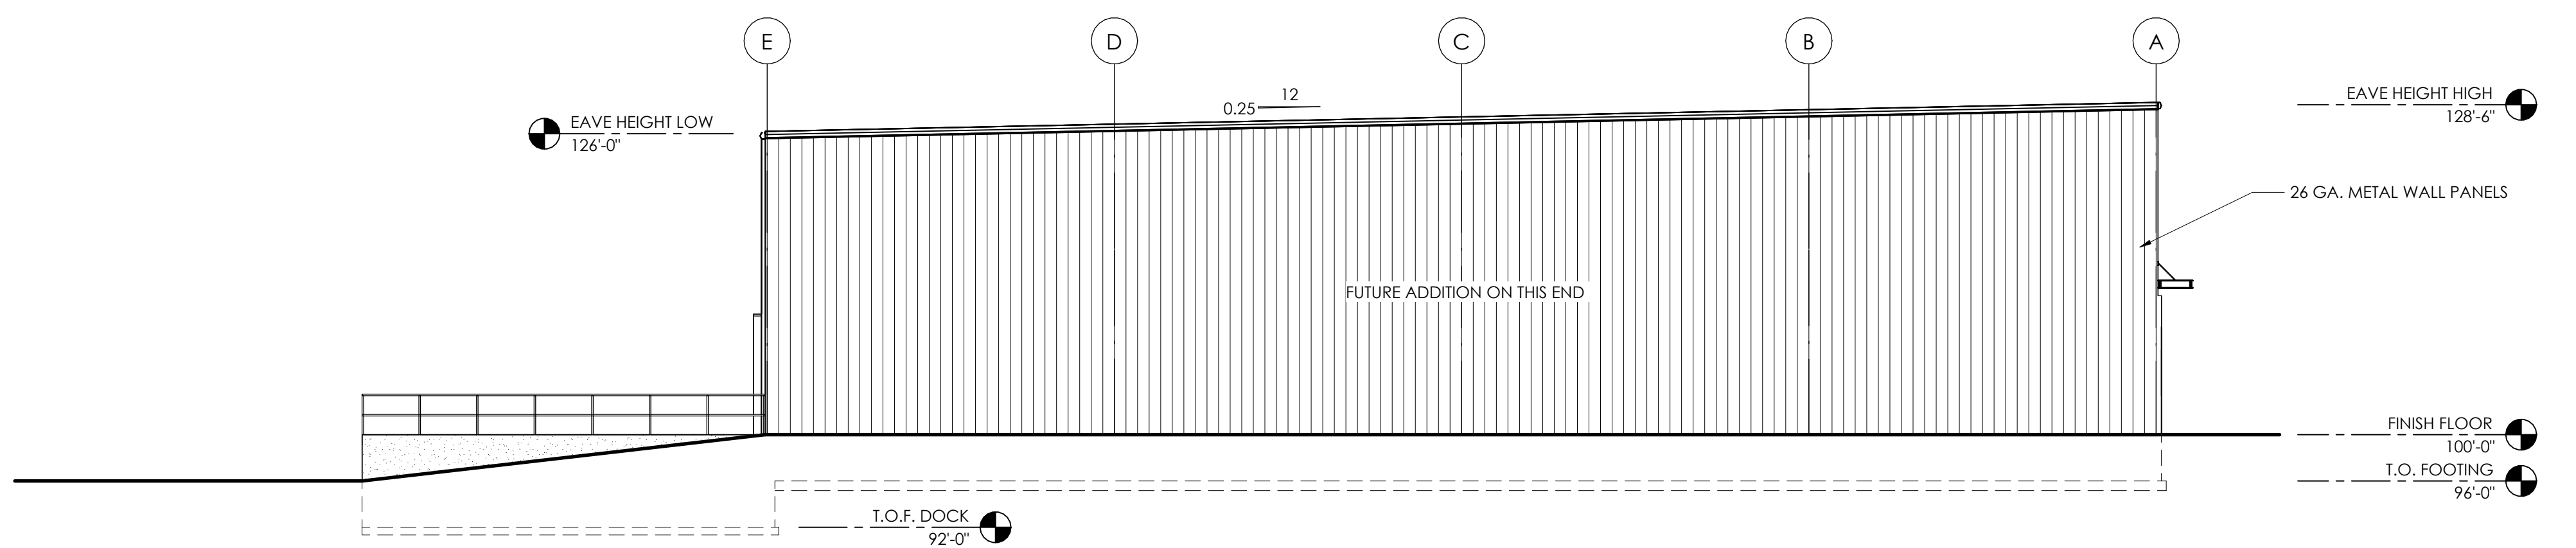 E
D
C
B
A
12
0.25
EAVE HEIGHT LOW
126'-0"
EAVE HEIGHT HIGH
128'-6"
26 GA. METAL WALL PANELS
FUTURE ADDITION ON THIS END
FINISH FLOOR
100'-0"
T.O. FOOTING
96'-0"
T.O.F. DOCK
92'-0"